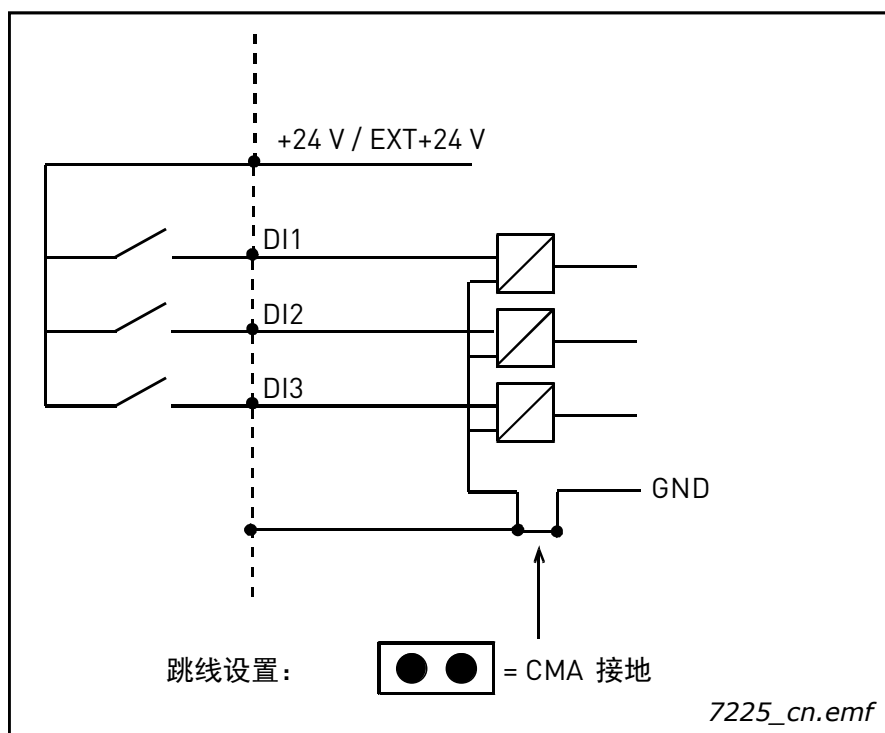 +24 V / EXT+24 V
DI1
DI2
DI3
GND
跳线设置： = CMA 接地
7225_cn.emf